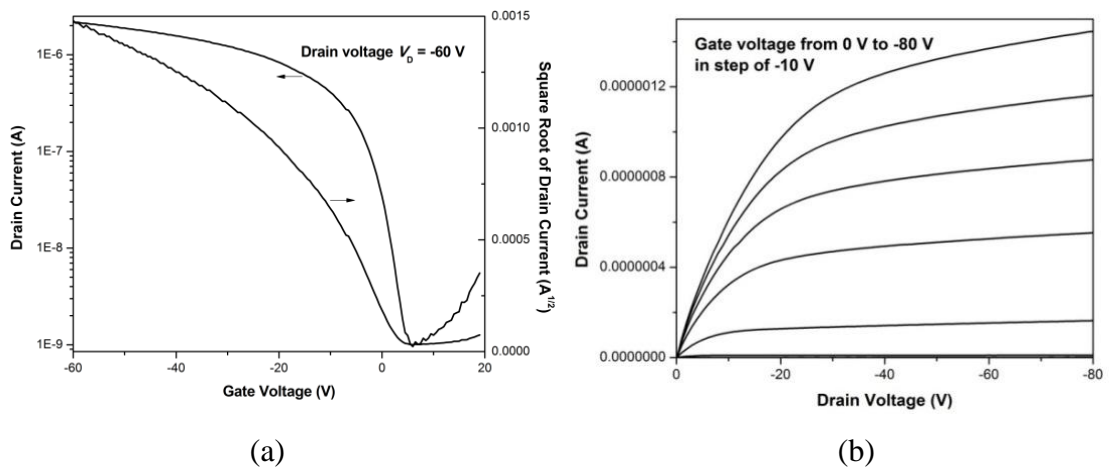 1E-6
1E-7
1E-8
1E-9
Drain Current (A)
-60
-40
-20
0
20
Gate Voltage (V)
0.0015
0.0010
0.0005
0.0000
Square Root of Drain Current (A^1/2)
Drain voltage V_D = -60 V
(a)
0.0000012
0.0000008
0.0000004
0.0000000
Drain Current (A)
0
-20
-40
-60
-80
Drain Voltage (V)
Gate voltage from 0 V to -80 V
in step of -10 V
(b)